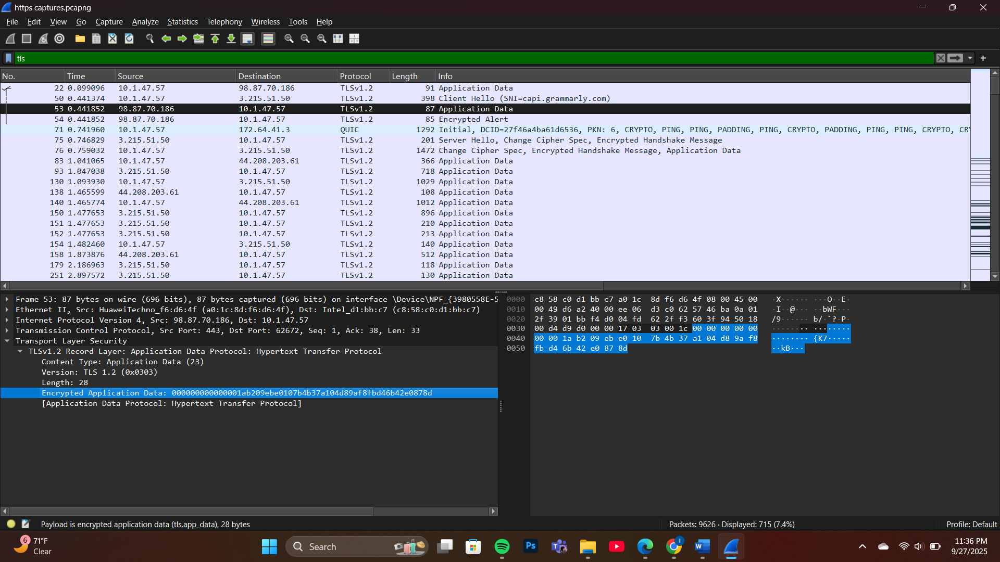 https captures.pcapng
File Edit View Go Capture Analyze Statistics Telephony Wireless Tools Help
tls
No. Time Source Destination Protocol Length Info
22 0.099096 10.1.47.57 98.87.70.186 TLSv1.2 91 Application Data
50 0.441374 10.1.47.57 3.215.51.50 TLSv1.2 398 Client Hello (SNI=capi.grammarly.com)
53 0.441852 98.87.70.186 10.1.47.57 TLSv1.2 87 Application Data
54 0.441852 98.87.70.186 10.1.47.57 TLSv1.2 85 Encrypted Alert
71 0.741960 10.1.47.57 172.64.41.3 QUIC 1292 Initial, DCID=27f46a4ba61d6536, PKN: 6, CRYPTO, PING, PING, PADDING, PING, CRYPTO, PADDING, PING, PING, CRYPTO, CRY
75 0.746829 3.215.51.50 10.1.47.57 TLSv1.2 201 Server Hello, Change Cipher Spec, Encrypted Handshake Message
76 0.759032 10.1.47.57 3.215.51.50 TLSv1.2 1472 Change Cipher Spec, Encrypted Handshake Message, Application Data
83 1.041065 10.1.47.57 44.208.203.61 TLSv1.2 366 Application Data
93 1.047038 3.215.51.50 10.1.47.57 TLSv1.2 718 Application Data
130 1.093930 10.1.47.57 3.215.51.50 TLSv1.2 1029 Application Data
138 1.465599 44.208.203.61 10.1.47.57 TLSv1.2 108 Application Data
140 1.465774 10.1.47.57 44.208.203.61 TLSv1.2 1012 Application Data
150 1.477653 3.215.51.50 10.1.47.57 TLSv1.2 896 Application Data
151 1.477653 3.215.51.50 10.1.47.57 TLSv1.2 210 Application Data
152 1.477653 3.215.51.50 10.1.47.57 TLSv1.2 213 Application Data
154 1.482460 10.1.47.57 3.215.51.50 TLSv1.2 140 Application Data
158 1.873876 44.208.203.61 10.1.47.57 TLSv1.2 512 Application Data
179 2.186963 3.215.51.50 10.1.47.57 TLSv1.2 118 Application Data
251 2.897572 3.215.51.50 10.1.47.57 TLSv1.2 130 Application Data
Frame 53: 87 bytes on wire (696 bits), 87 bytes captured (696 bits) on interface \Device\NPF_{3980558E-5
Ethernet II, Src: HuaweiTechno_f6:d6:4f (a0:1c:8d:f6:d6:4f), Dst: Intel_d1:bb:c7 (c8:58:c0:d1:bb:c7)
Internet Protocol Version 4, Src: 98.87.70.186, Dst: 10.1.47.57
Transmission Control Protocol, Src Port: 443, Dst Port: 62672, Seq: 1, Ack: 38, Len: 33
Transport Layer Security
TLSv1.2 Record Layer: Application Data Protocol: Hypertext Transfer Protocol
Content Type: Application Data (23)
Version: TLS 1.2 (0x0303)
Length: 28
Encrypted Application Data: 000000000000001ab209ebe0107b4b37a104d89af8fbd46b42e0878d
[Application Data Protocol: Hypertext Transfer Protocol]
0000 c8 58 c0 d1 bb c7 a0 1c 8d f6 d6 4f 08 00 45 00 ·X······ ···O··E·
0010 00 49 d6 a2 40 00 ee 06 d3 c0 62 57 46 ba 0a 01 ·I··@··· ··bWF···
0020 2f 39 01 bb f4 d0 04 fd 62 2f f3 60 3f 94 50 18 /9······ b/·`?·P·
0030 00 d4 d9 d0 00 00 17 03 03 00 1c 00 00 00 00 00 ········ ········
0040 00 00 1a b2 09 eb e0 10 7b 4b 37 a1 04 d8 9a f8 ········ {K7·····
0050 fb d4 6b 42 e0 87 8d ··kB···
Payload is encrypted application data (tls.app_data), 28 bytes
Packets: 9626 · Displayed: 715 (7.4%)
Profile: Default
6
71°F
Clear
Search
Ps
11:36 PM
9/27/2025